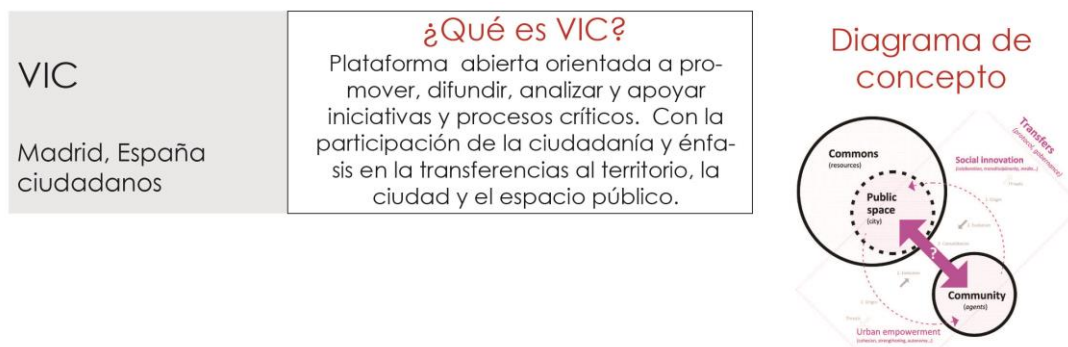 VIC
Madrid, España
ciudadanos
¿Qué es VIC?
Plataforma abierta orientada a pro-
mover, difundir, analizar y apoyar
iniciativas y procesos críticos. Con la
participación de la ciudadanía y énfa-
sis en la transferencias al territorio, la
ciudad y el espacio público.
Diagrama de
concepto
Transfers
(protocol, governance)
Commons
(resources)
Social innovation
Public
space
(city)
?
Community
(agents)
Urban empowerment